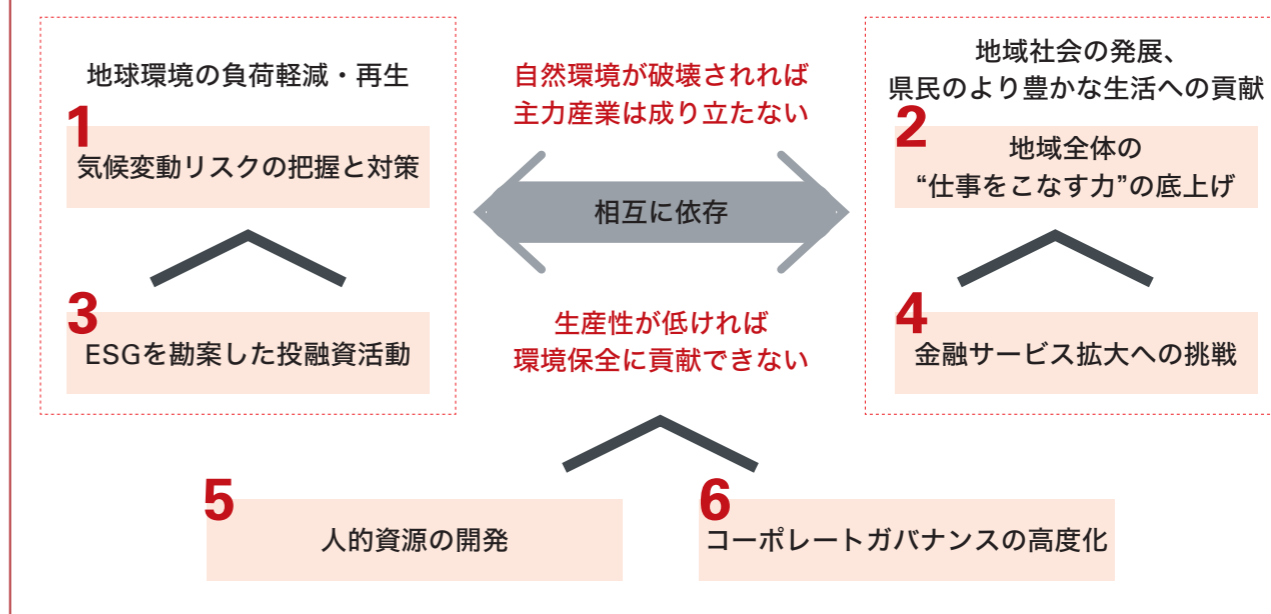 地球環境の負荷軽減・再生
1
気候変動リスクの把握と対策
3
ESGを勘案した投融資活動
自然環境が破壊されれば
主力産業は成り立たない
相互に依存
生産性が低ければ
環境保全に貢献できない
地域社会の発展、
県民のより豊かな生活への貢献
2
地域全体の
“仕事をこなす力”の底上げ
4
金融サービス拡大への挑戦
5
人的資源の開発
6
コーポレートガバナンスの高度化